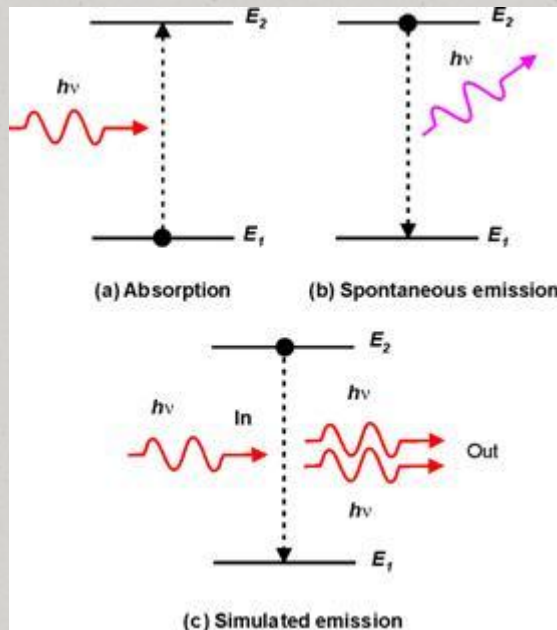 E2
hν
E1
(a) Absorption
E2
hν
E1
(b) Spontaneous emission
E2
hν
In
hν
Out
hν
E1
(c) Simulated emission